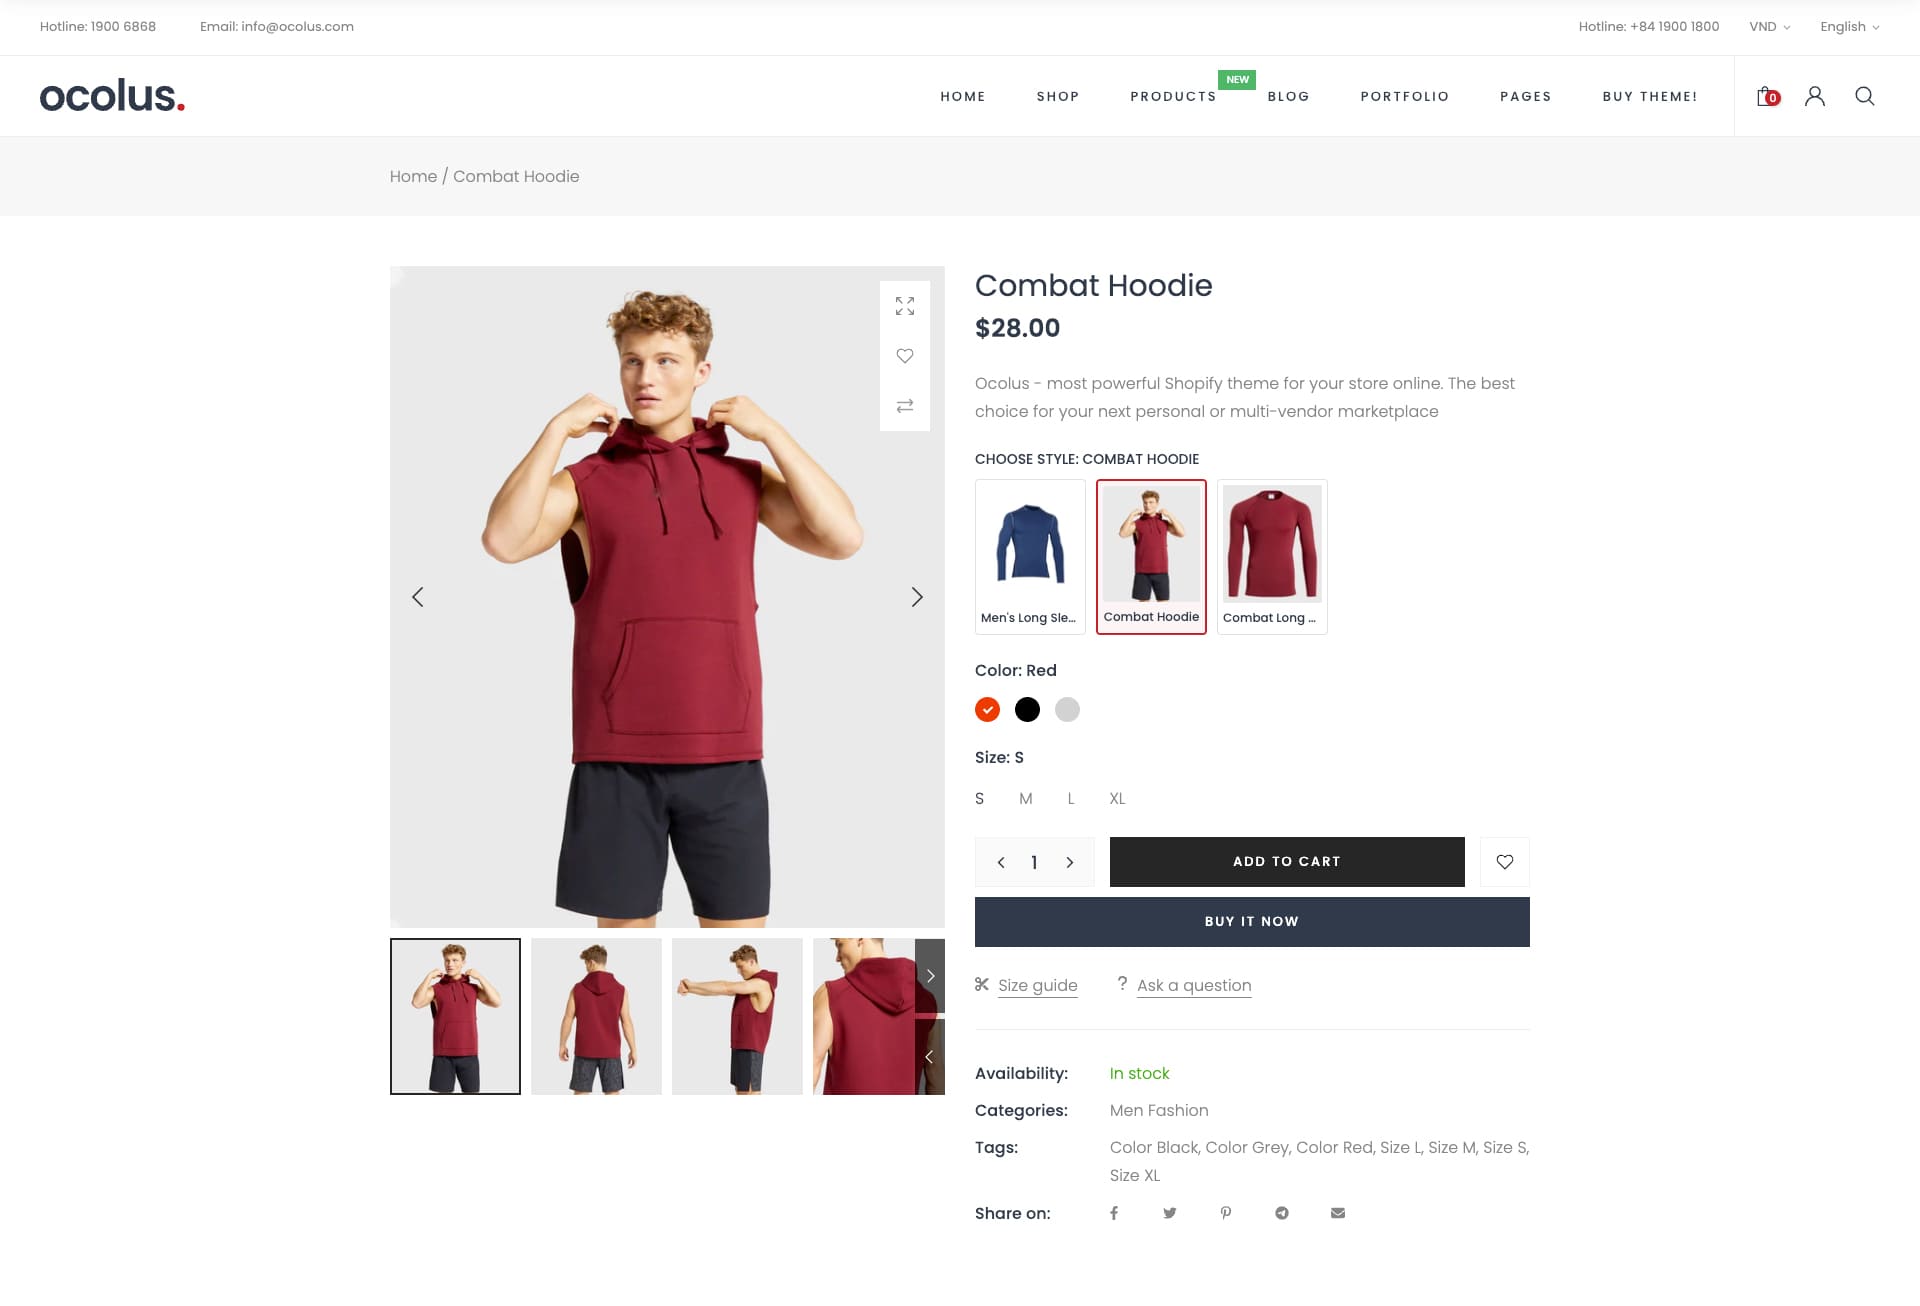 Hotline: 1900 6868
Email: info@ocolus.com
Hotline: +84 1900 1800
VND
English
ocolus.
HOME
SHOP
PRODUCTS
NEW
BLOG
PORTFOLIO
PAGES
BUY THEME!
0
Home / Combat Hoodie
Combat Hoodie
$28.00
Ocolus - most powerful Shopify theme for your store online. The best
choice for your next personal or multi-vendor marketplace
CHOOSE STYLE: COMBAT HOODIE
Men's Long Sle...
Combat Hoodie
Combat Long ...
Color: Red
Size: S
S
M
L
XL
1
ADD TO CART
BUY IT NOW
Size guide
? Ask a question
Availability:
In stock
Categories:
Men Fashion
Tags:
Color Black, Color Grey, Color Red, Size L, Size M, Size S,
Size XL
Share on: